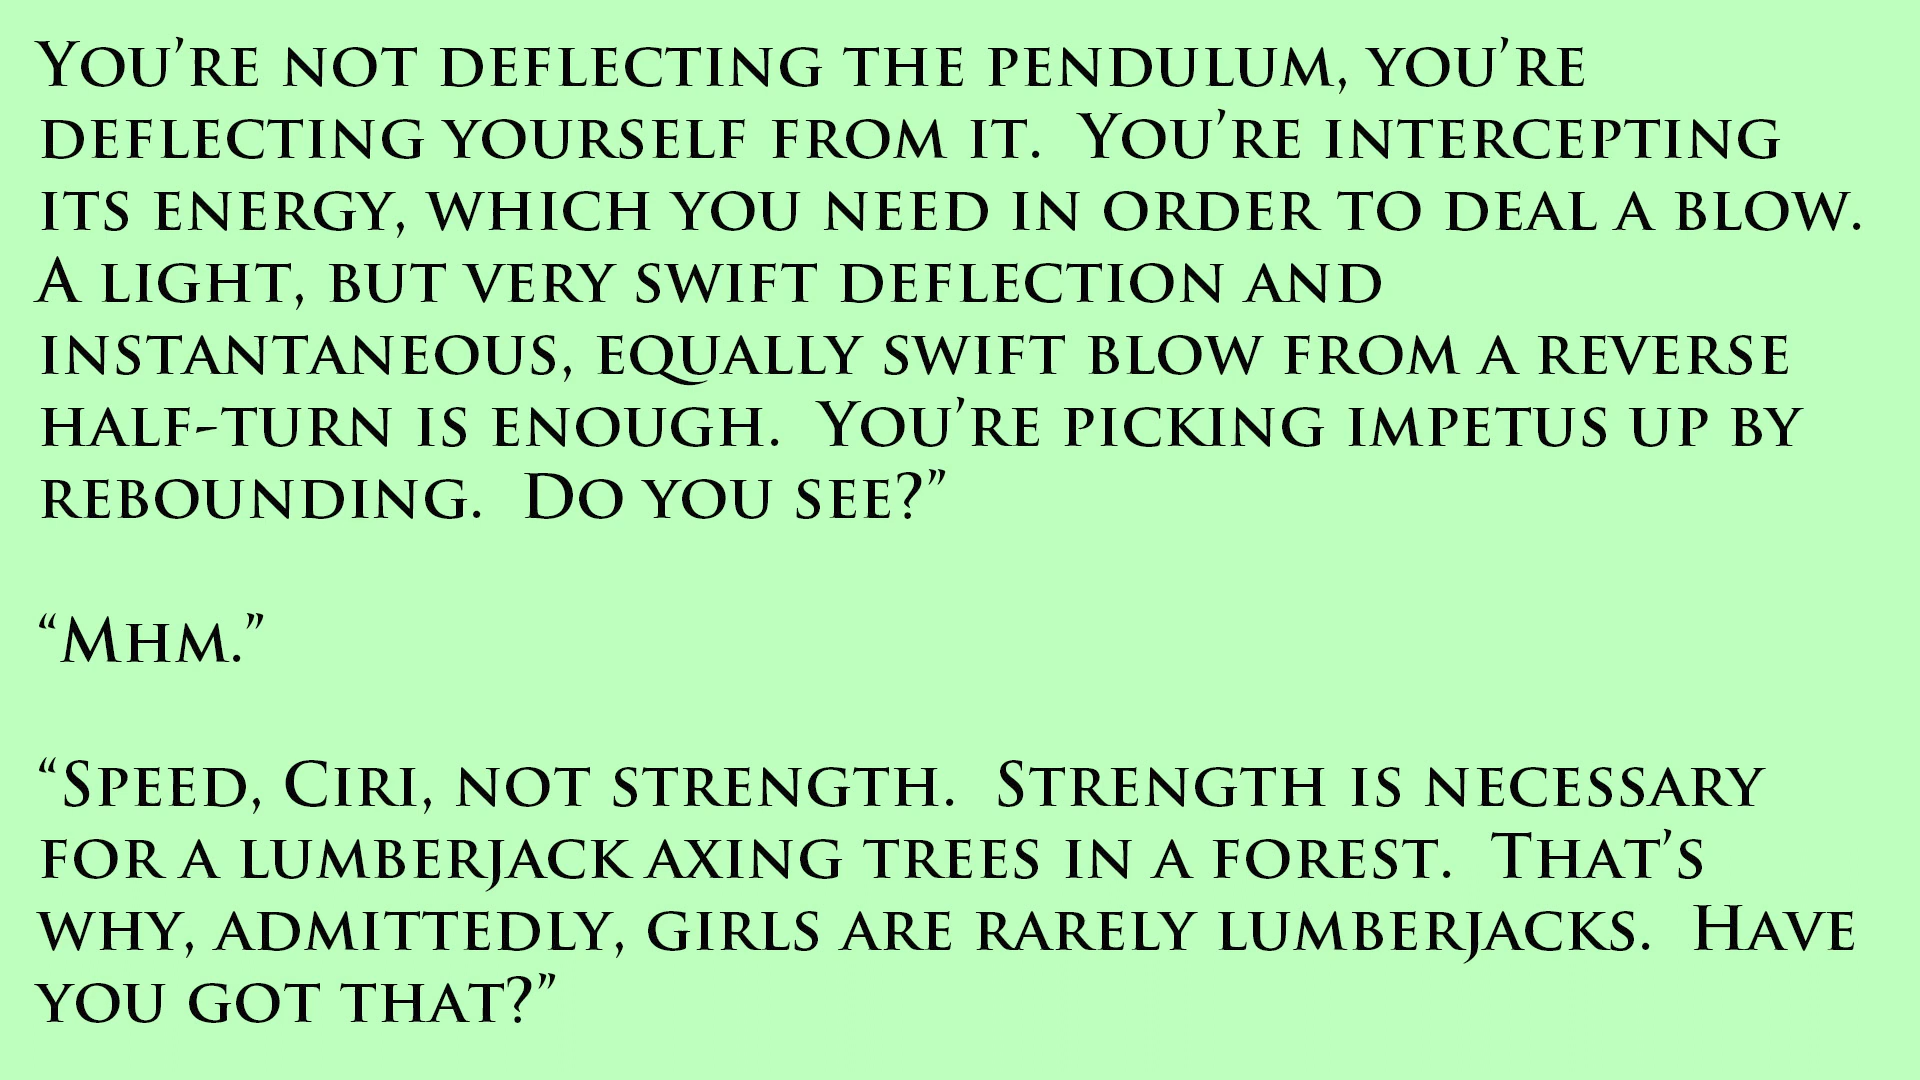 You’re not deflecting the pendulum, you’re
deflecting yourself from it.  You’re intercepting
its energy, which you need in order to deal a blow.
A light, but very swift deflection and
instantaneous, equally swift blow from a reverse
half-turn is enough.  You’re picking impetus up by
rebounding.  Do you see?”
“Mhm.”
“Speed, Ciri, not strength.  Strength is necessary
for a lumberjack axing trees in a forest.  That’s
why, admittedly, girls are rarely lumberjacks.  Have
you got that?”